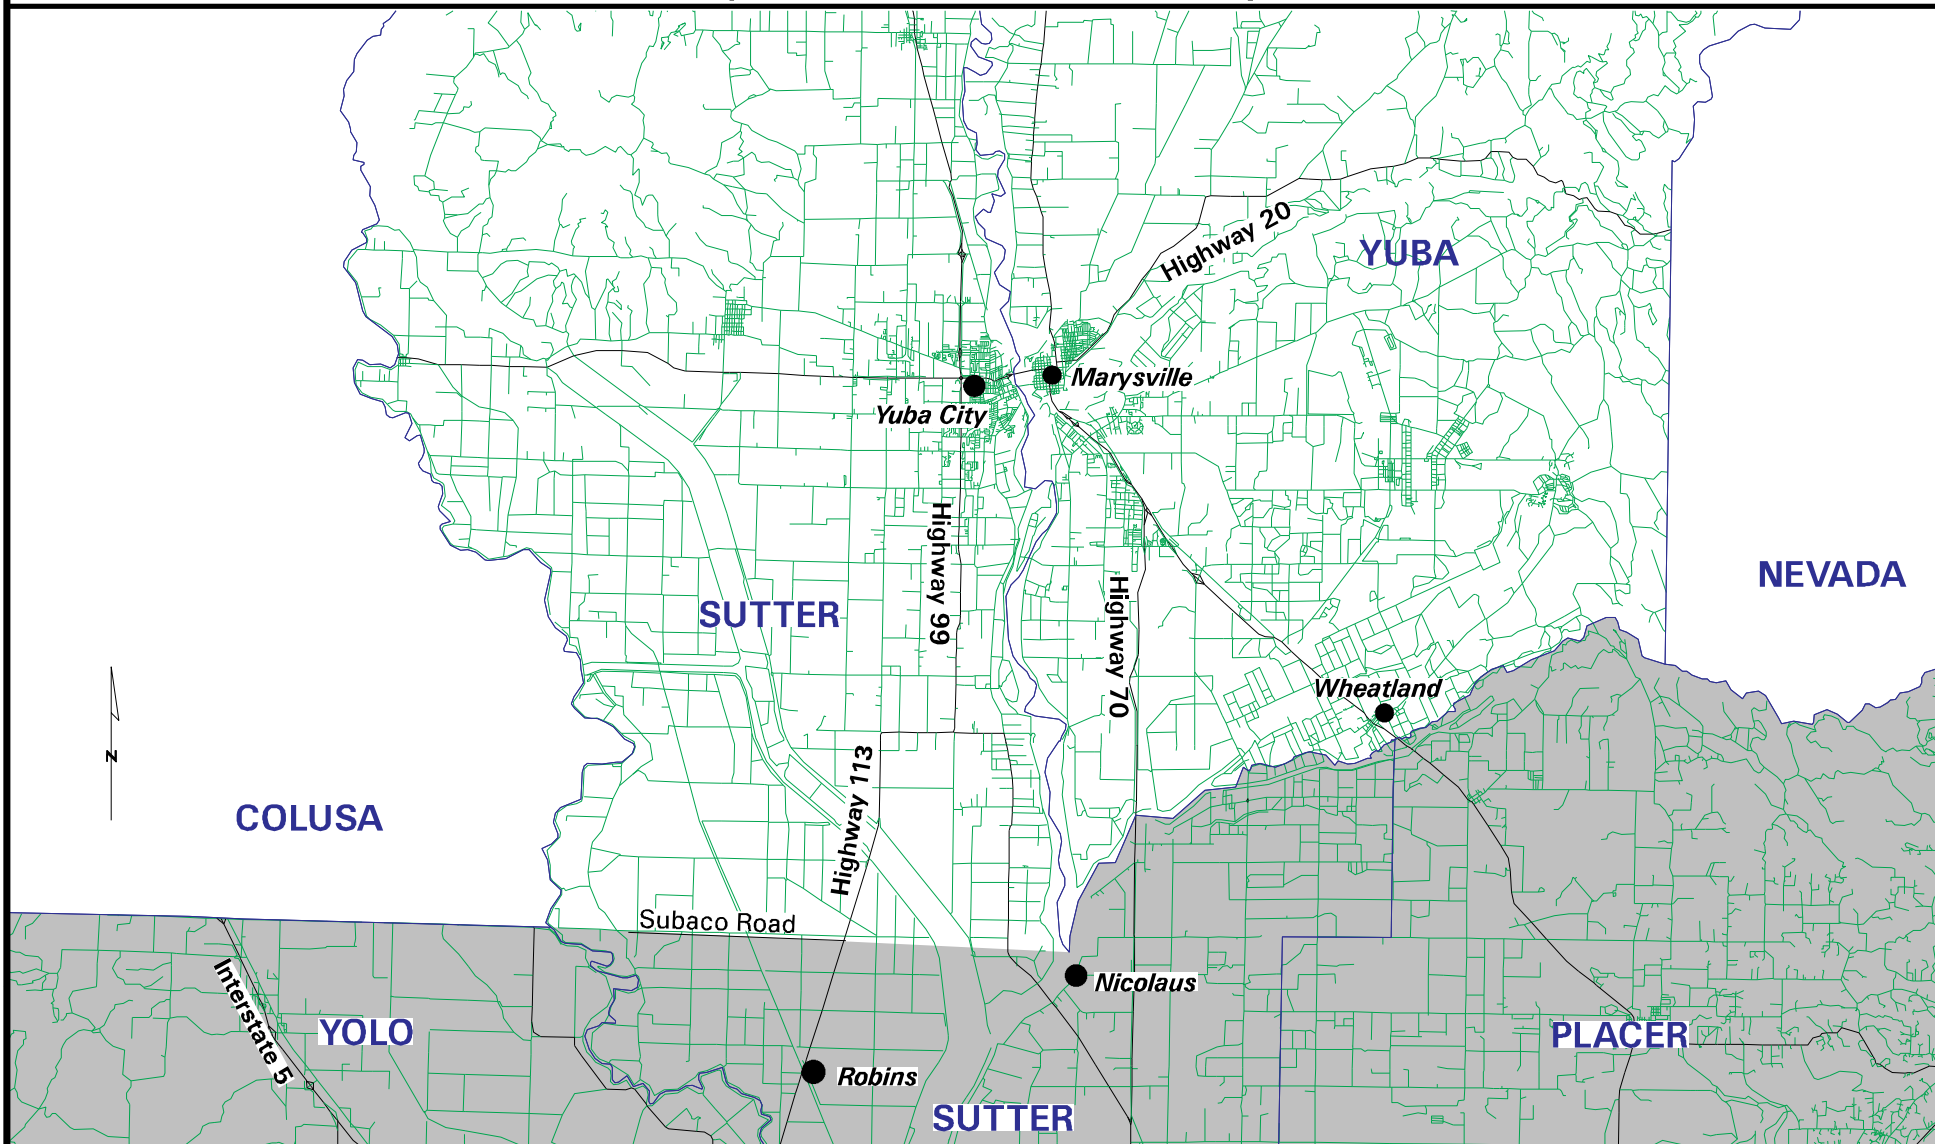 Highway 20
YUBA
Marysville
Yuba City
Highway 99
NEVADA
SUTTER
Highway 70
Wheatland
N
Highway 113
COLUSA
Subaco Road
Interstate 5
Nicolaus
YOLO
PLACER
Robins
SUTTER